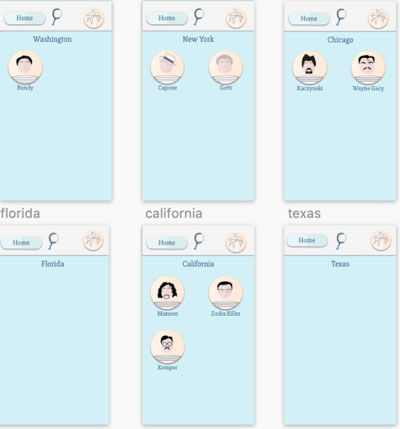 Home
Washington
Bundy
Home
New York
Capone
Gotti
Home
Chicago
Kaczynski
Wayne Gacy
florida
Home
Florida
california
Home
California
Manson
Zodia Killer
Kemper
texas
Home
Texas